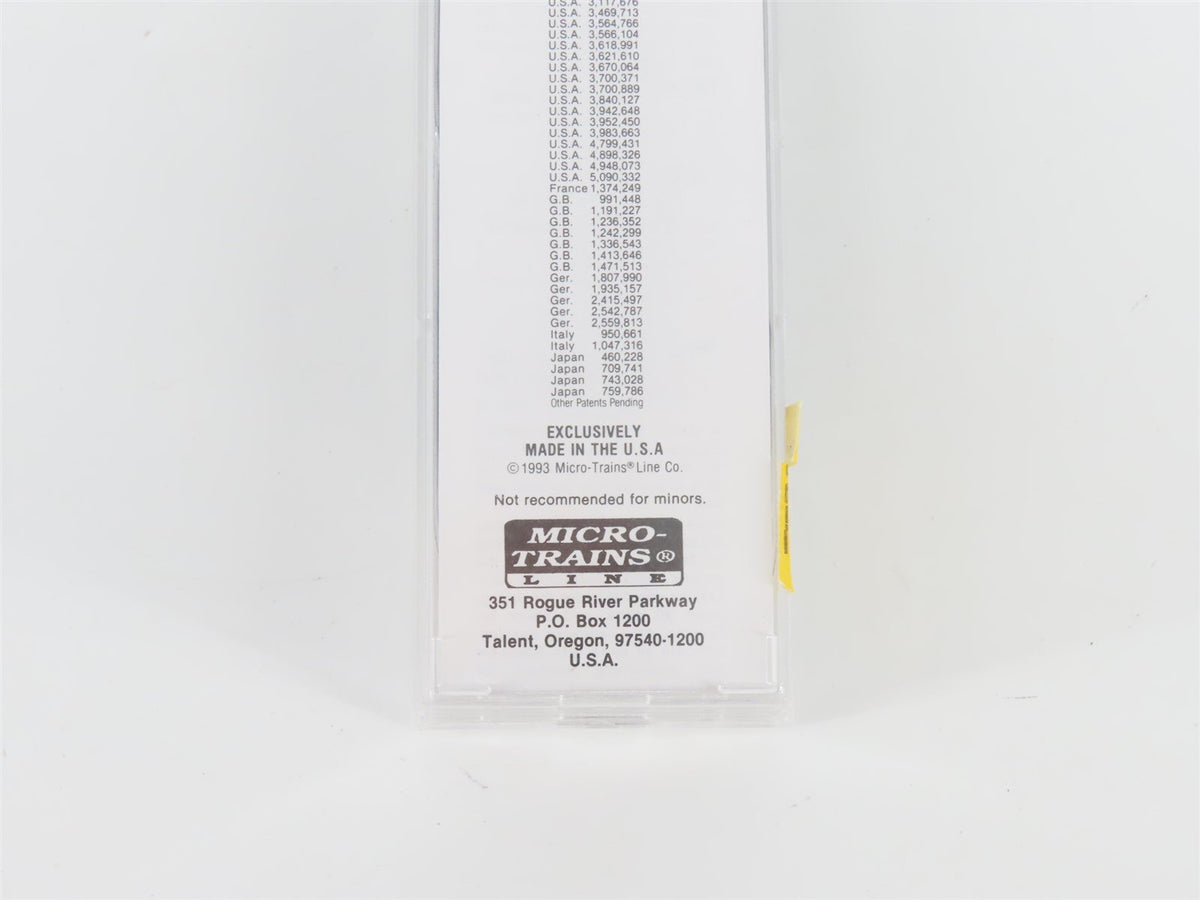 U.S.A. 3,117,676
U.S.A. 3,469,713
U.S.A. 3,564,766
U.S.A. 3,566,104
U.S.A. 3,618,991
U.S.A. 3,621,610
U.S.A. 3,670,064
U.S.A. 3,700,371
U.S.A. 3,700,889
U.S.A. 3,840,127
U.S.A. 3,942,648
U.S.A. 3,952,450
U.S.A. 3,983,663
U.S.A. 4,799,431
U.S.A. 4,898,326
U.S.A. 4,948,073
U.S.A. 5,090,332
France 1,374,249
G.B. 991,448
G.B. 1,191,227
G.B. 1,236,352
G.B. 1,242,299
G.B. 1,336,543
G.B. 1,413,646
G.B. 1,471,513
Ger. 1,807,990
Ger. 1,935,157
Ger. 2,415,497
Ger. 2,542,787
Ger. 2,559,813
Italy 950,661
Italy 1,047,316
Japan 460,228
Japan 709,741
Japan 743,028
Japan 759,786
Other Patents Pending
EXCLUSIVELY
MADE IN THE U.S.A
©1993 Micro-Trains® Line Co.
Not recommended for minors.
MICRO-
TRAINS®
LINE
351 Rogue River Parkway
P.O. Box 1200
Talent, Oregon, 97540-1200
U.S.A.